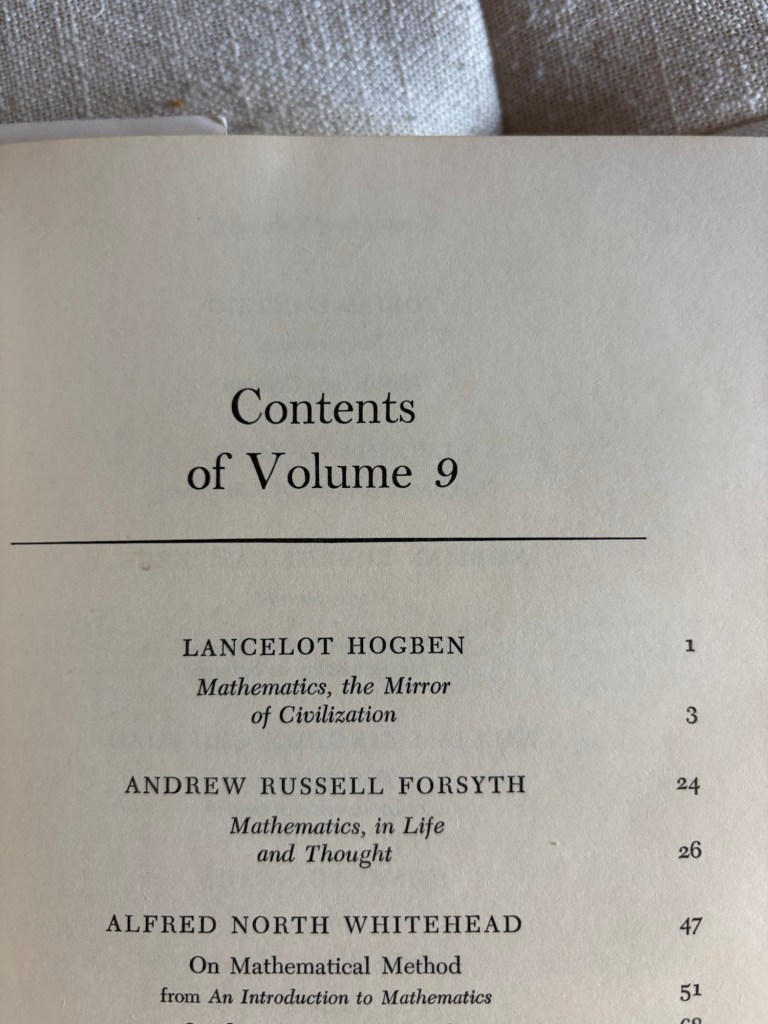 Contents
of Volume 9
LANCELOT HOGBEN 1
Mathematics, the Mirror
of Civilization 3
ANDREW RUSSELL FORSYTH 24
Mathematics, in Life
and Thought 26
ALFRED NORTH WHITEHEAD 47
On Mathematical Method
from An Introduction to Mathematics 51